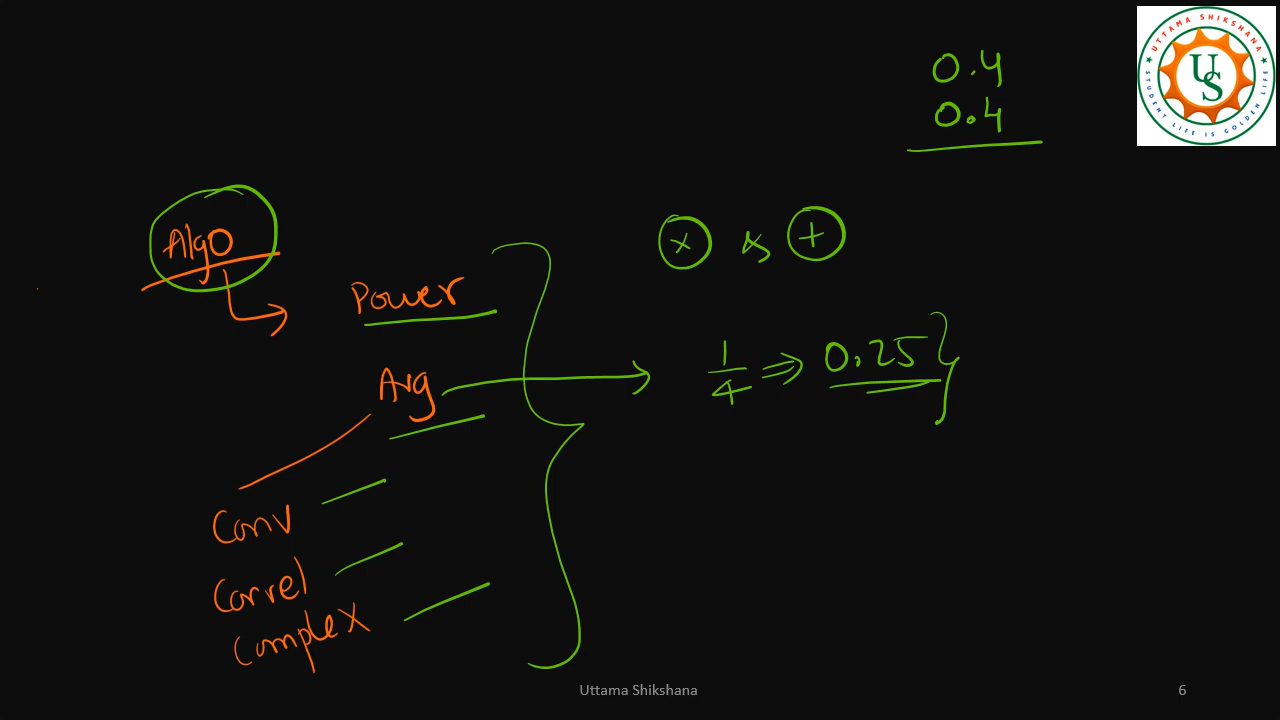 0.4
0.4
UTTAMA SHIKSHANA
US
STUDENT LIFE IS GOLDEN LIFE
Algo
x & +
Power
1/4 ⇒ 0.25 }
Avg
Conv
Correl
Complex
Uttama Shikshana
6